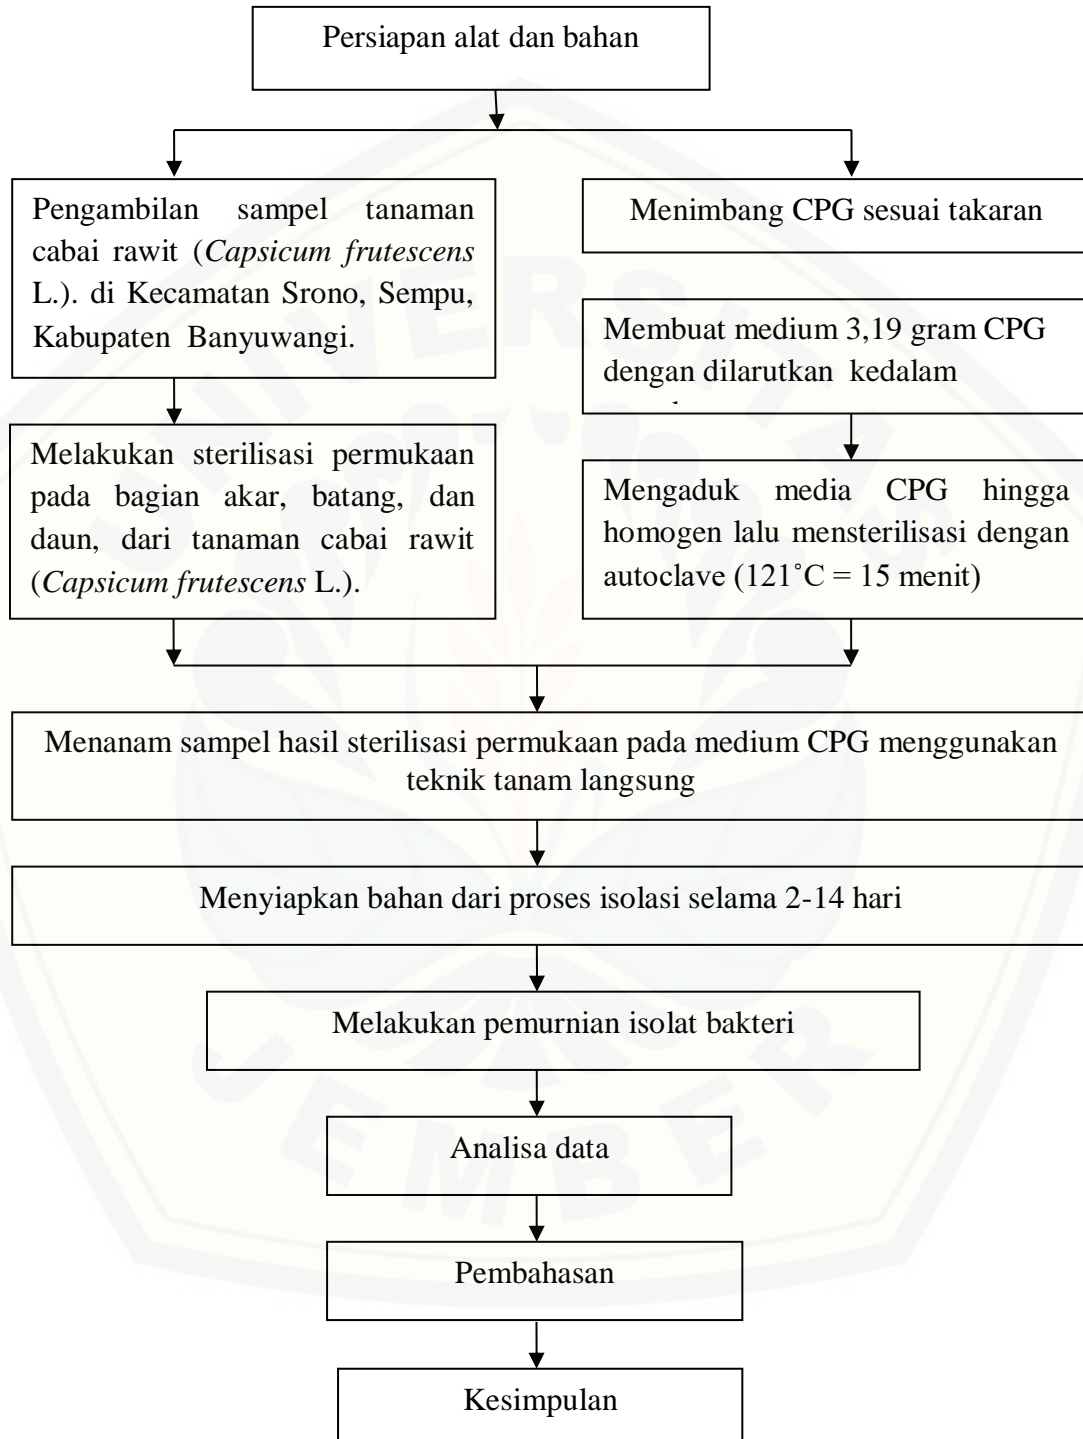 Persiapan alat dan bahan
Pengambilan sampel tanaman
cabai rawit (Capsicum frutescens
L.). di Kecamatan Srono, Sempu,
Kabupaten Banyuwangi.
Melakukan sterilisasi permukaan
pada bagian akar, batang, dan
daun, dari tanaman cabai rawit
(Capsicum frutescens L.).
Menimbang CPG sesuai takaran
Membuat medium 3,19 gram CPG
dengan dilarutkan kedalam
Mengaduk media CPG hingga
homogen lalu mensterilisasi dengan
autoclave (121˚C = 15 menit)
Menanam sampel hasil sterilisasi permukaan pada medium CPG menggunakan
teknik tanam langsung
Menyiapkan bahan dari proses isolasi selama 2-14 hari
Melakukan pemurnian isolat bakteri
Analisa data
Pembahasan
Kesimpulan
UNIVERSITAS
JEMBER